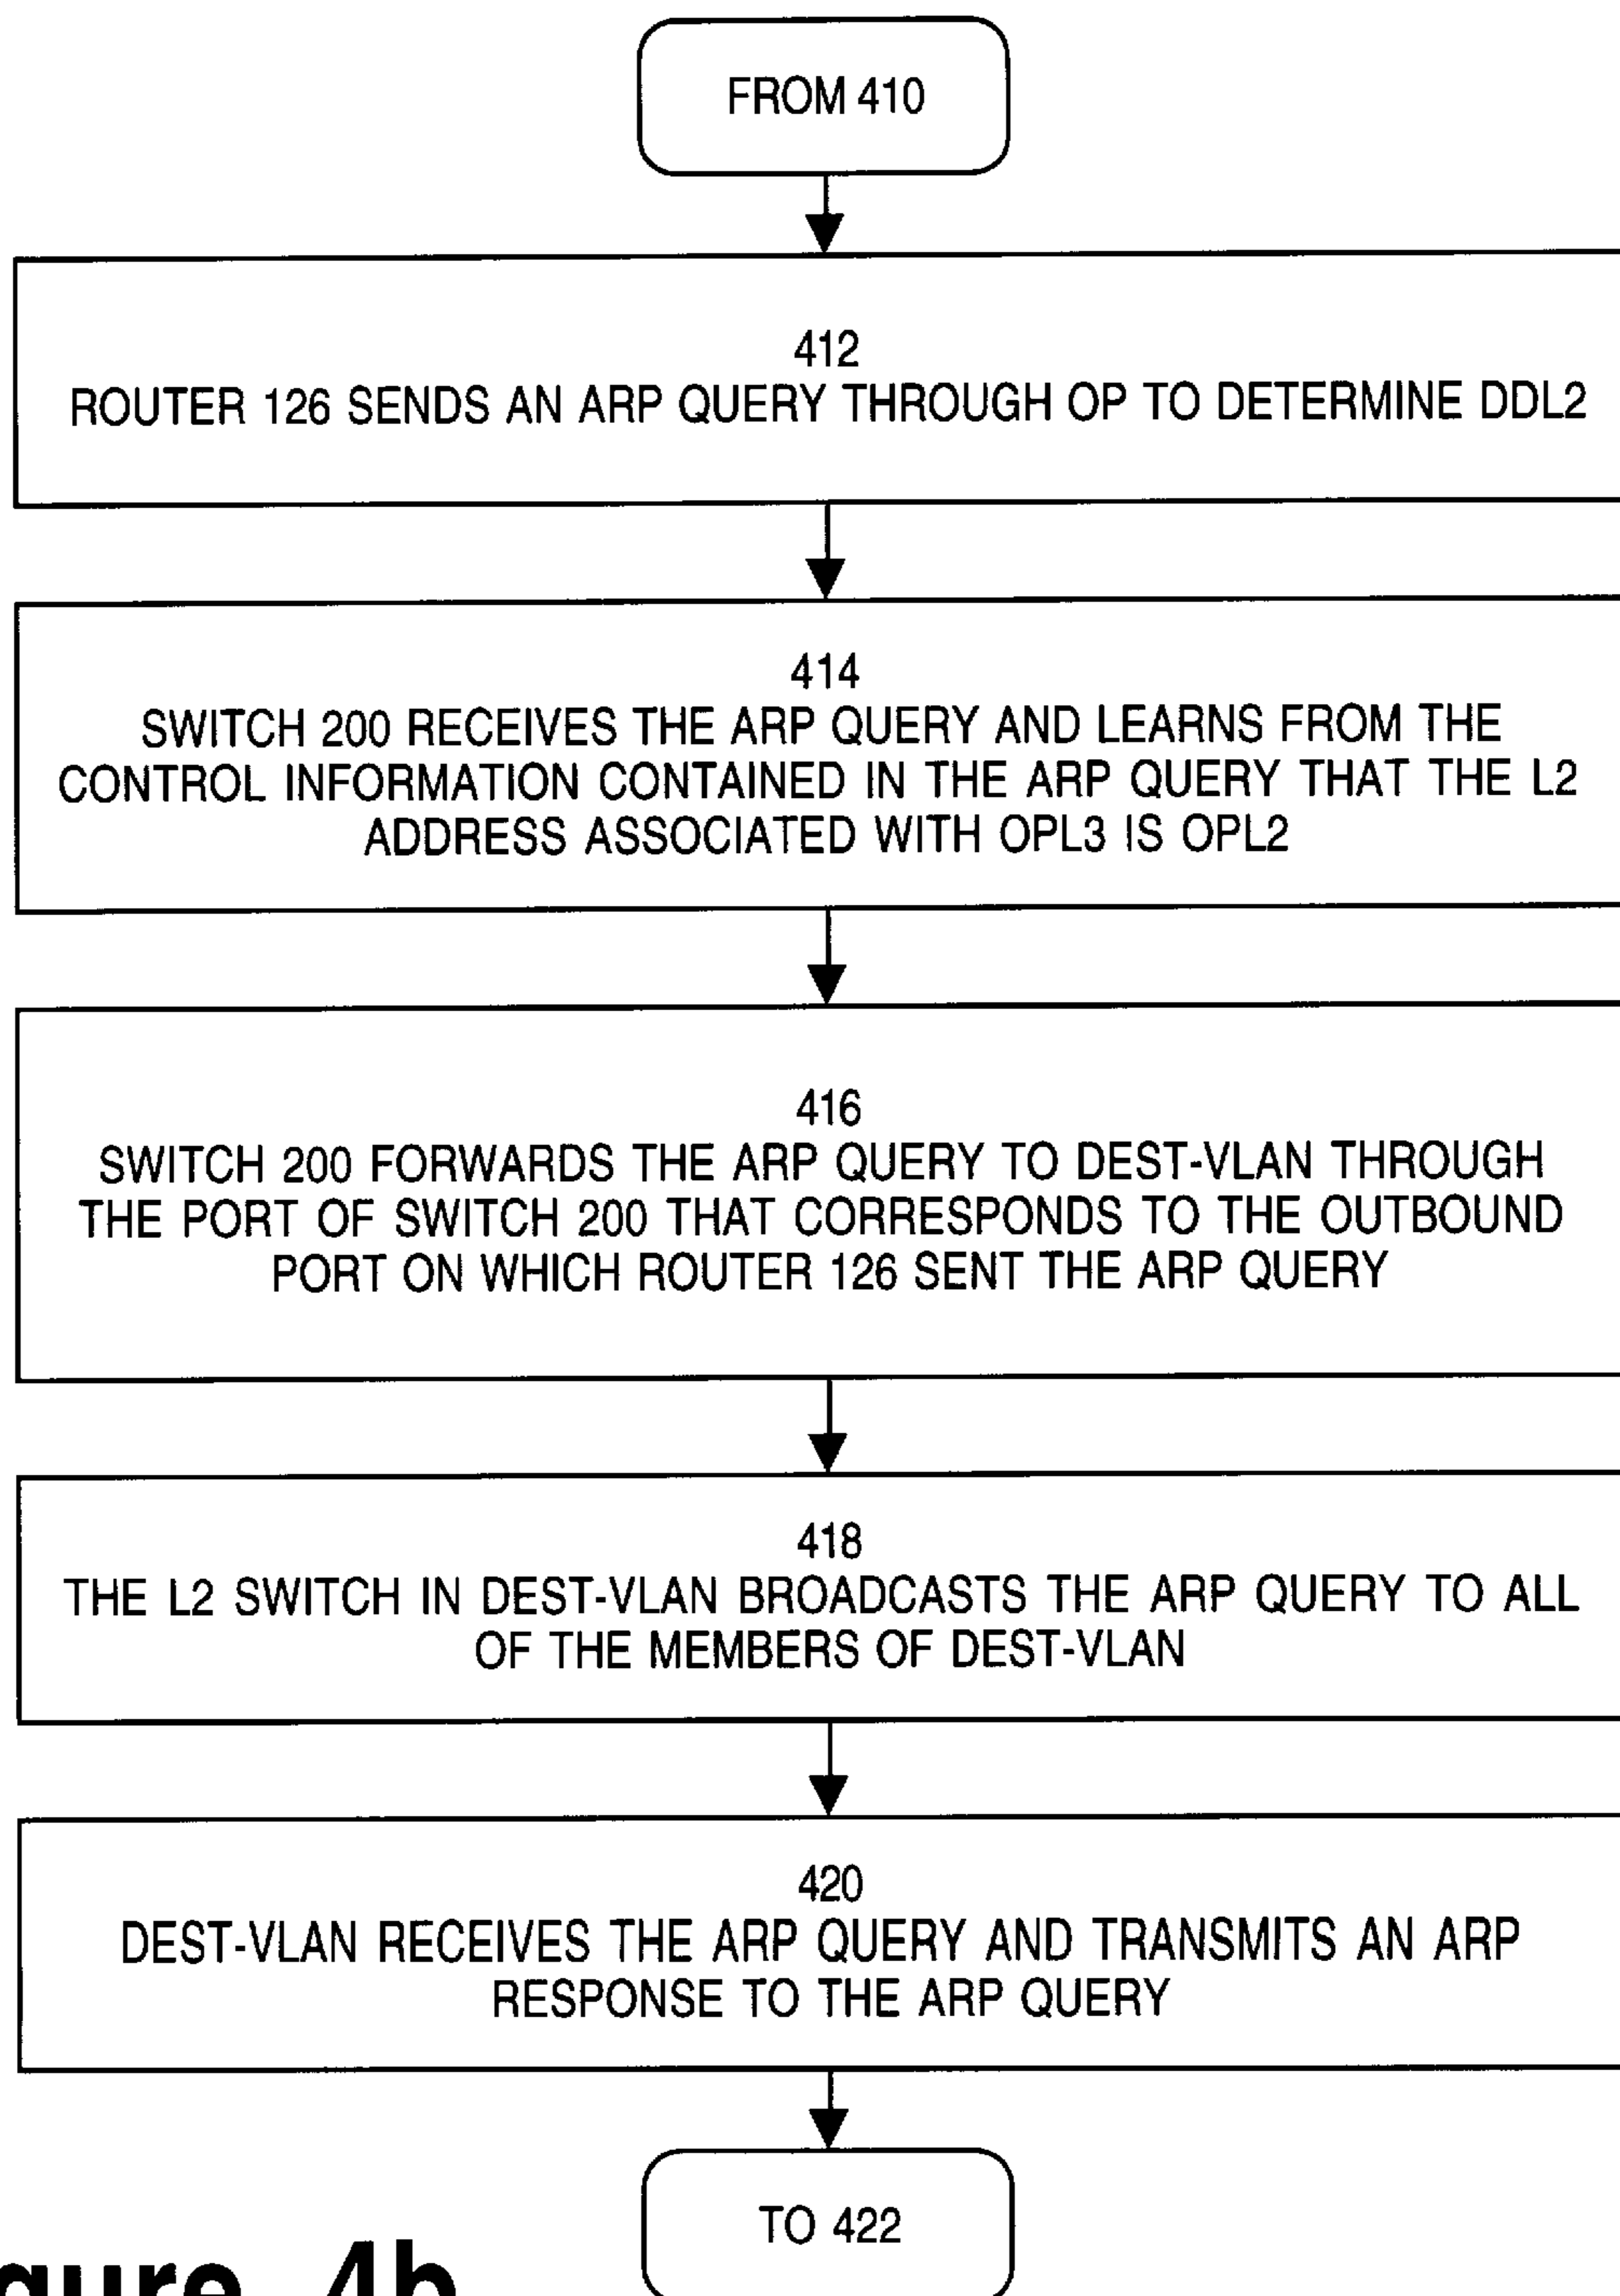 FROM 410
412
ROUTER 126 SENDS AN ARP QUERY THROUGH OP TO DETERMINE DDL2
414
SWITCH 200 RECEIVES THE ARP QUERY AND LEARNS FROM THE
CONTROL INFORMATION CONTAINED IN THE ARP QUERY THAT THE L2
ADDRESS ASSOCIATED WITH OPL3 IS OPL2
416
SWITCH 200 FORWARDS THE ARP QUERY TO DEST-VLAN THROUGH
THE PORT OF SWITCH 200 THAT CORRESPONDS TO THE OUTBOUND
PORT ON WHICH ROUTER 126 SENT THE ARP QUERY
418
THE L2 SWITCH IN DEST-VLAN BROADCASTS THE ARP QUERY TO ALL
OF THE MEMBERS OF DEST-VLAN
420
DEST-VLAN RECEIVES THE ARP QUERY AND TRANSMITS AN ARP
RESPONSE TO THE ARP QUERY
TO 422
4b